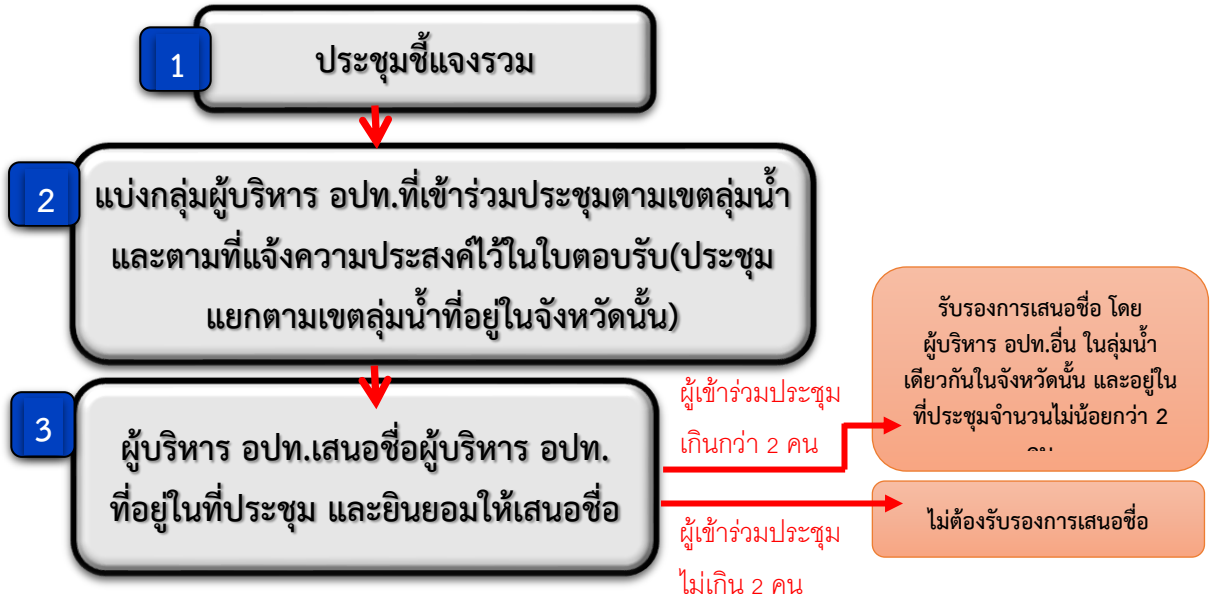 1
ประชุมชี้แจงรวม
2
แบ่งกลุ่มผู้บริหาร อปท.ที่เข้าร่วมประชุมตามเขตลุ่มน้ำ
และตามที่แจ้งความประสงค์ไว้ในใบตอบรับ(ประชุม
แยกตามเขตลุ่มน้ำที่อยู่ในจังหวัดนั้น)
3
ผู้บริหาร อปท.เสนอชื่อผู้บริหาร อปท.
ที่อยู่ในที่ประชุม และยินยอมให้เสนอชื่อ
ผู้เข้าร่วมประชุม
เกินกว่า 2 คน
รับรองการเสนอชื่อ โดย
ผู้บริหาร อปท.อื่น ในลุ่มน้ำ
เดียวกันในจังหวัดนั้น และอยู่ใน
ที่ประชุมจำนวนไม่น้อยกว่า 2
ผู้เข้าร่วมประชุม
ไม่เกิน 2 คน
ไม่ต้องรับรองการเสนอชื่อ